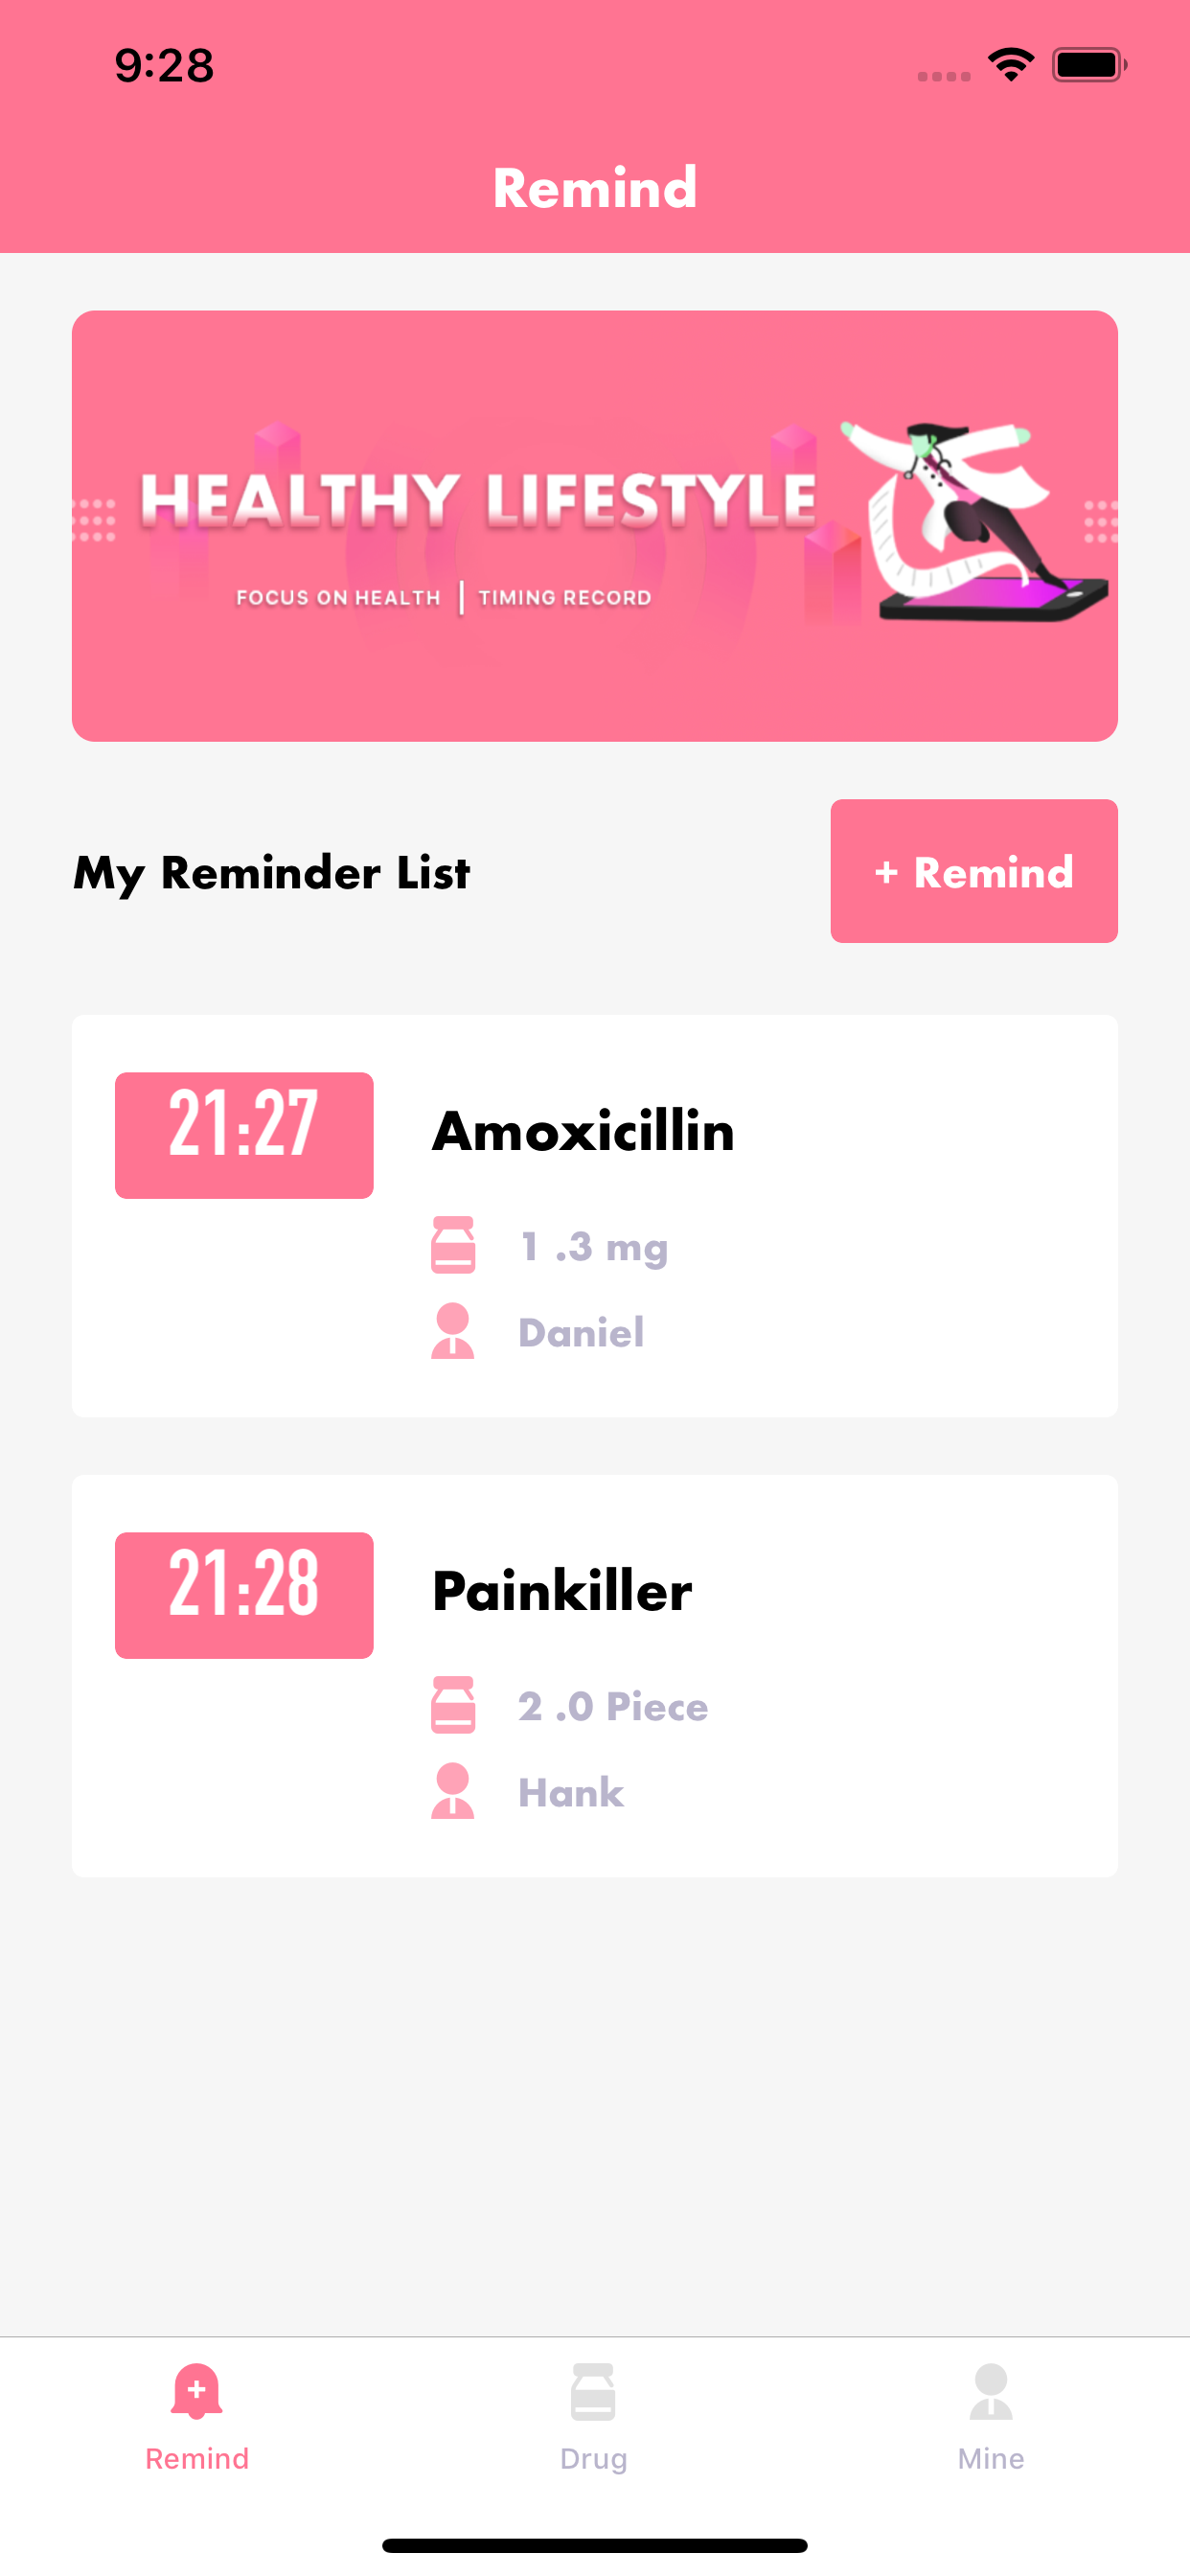 9:28
Remind
HEALTHY LIFESTYLE
FOCUS ON HEALTH | TIMING RECORD
My Reminder List
+ Remind
21:27
Amoxicillin
1 .3 mg
Daniel
21:28
Painkiller
2 .0 Piece
Hank
Remind
Drug
Mine